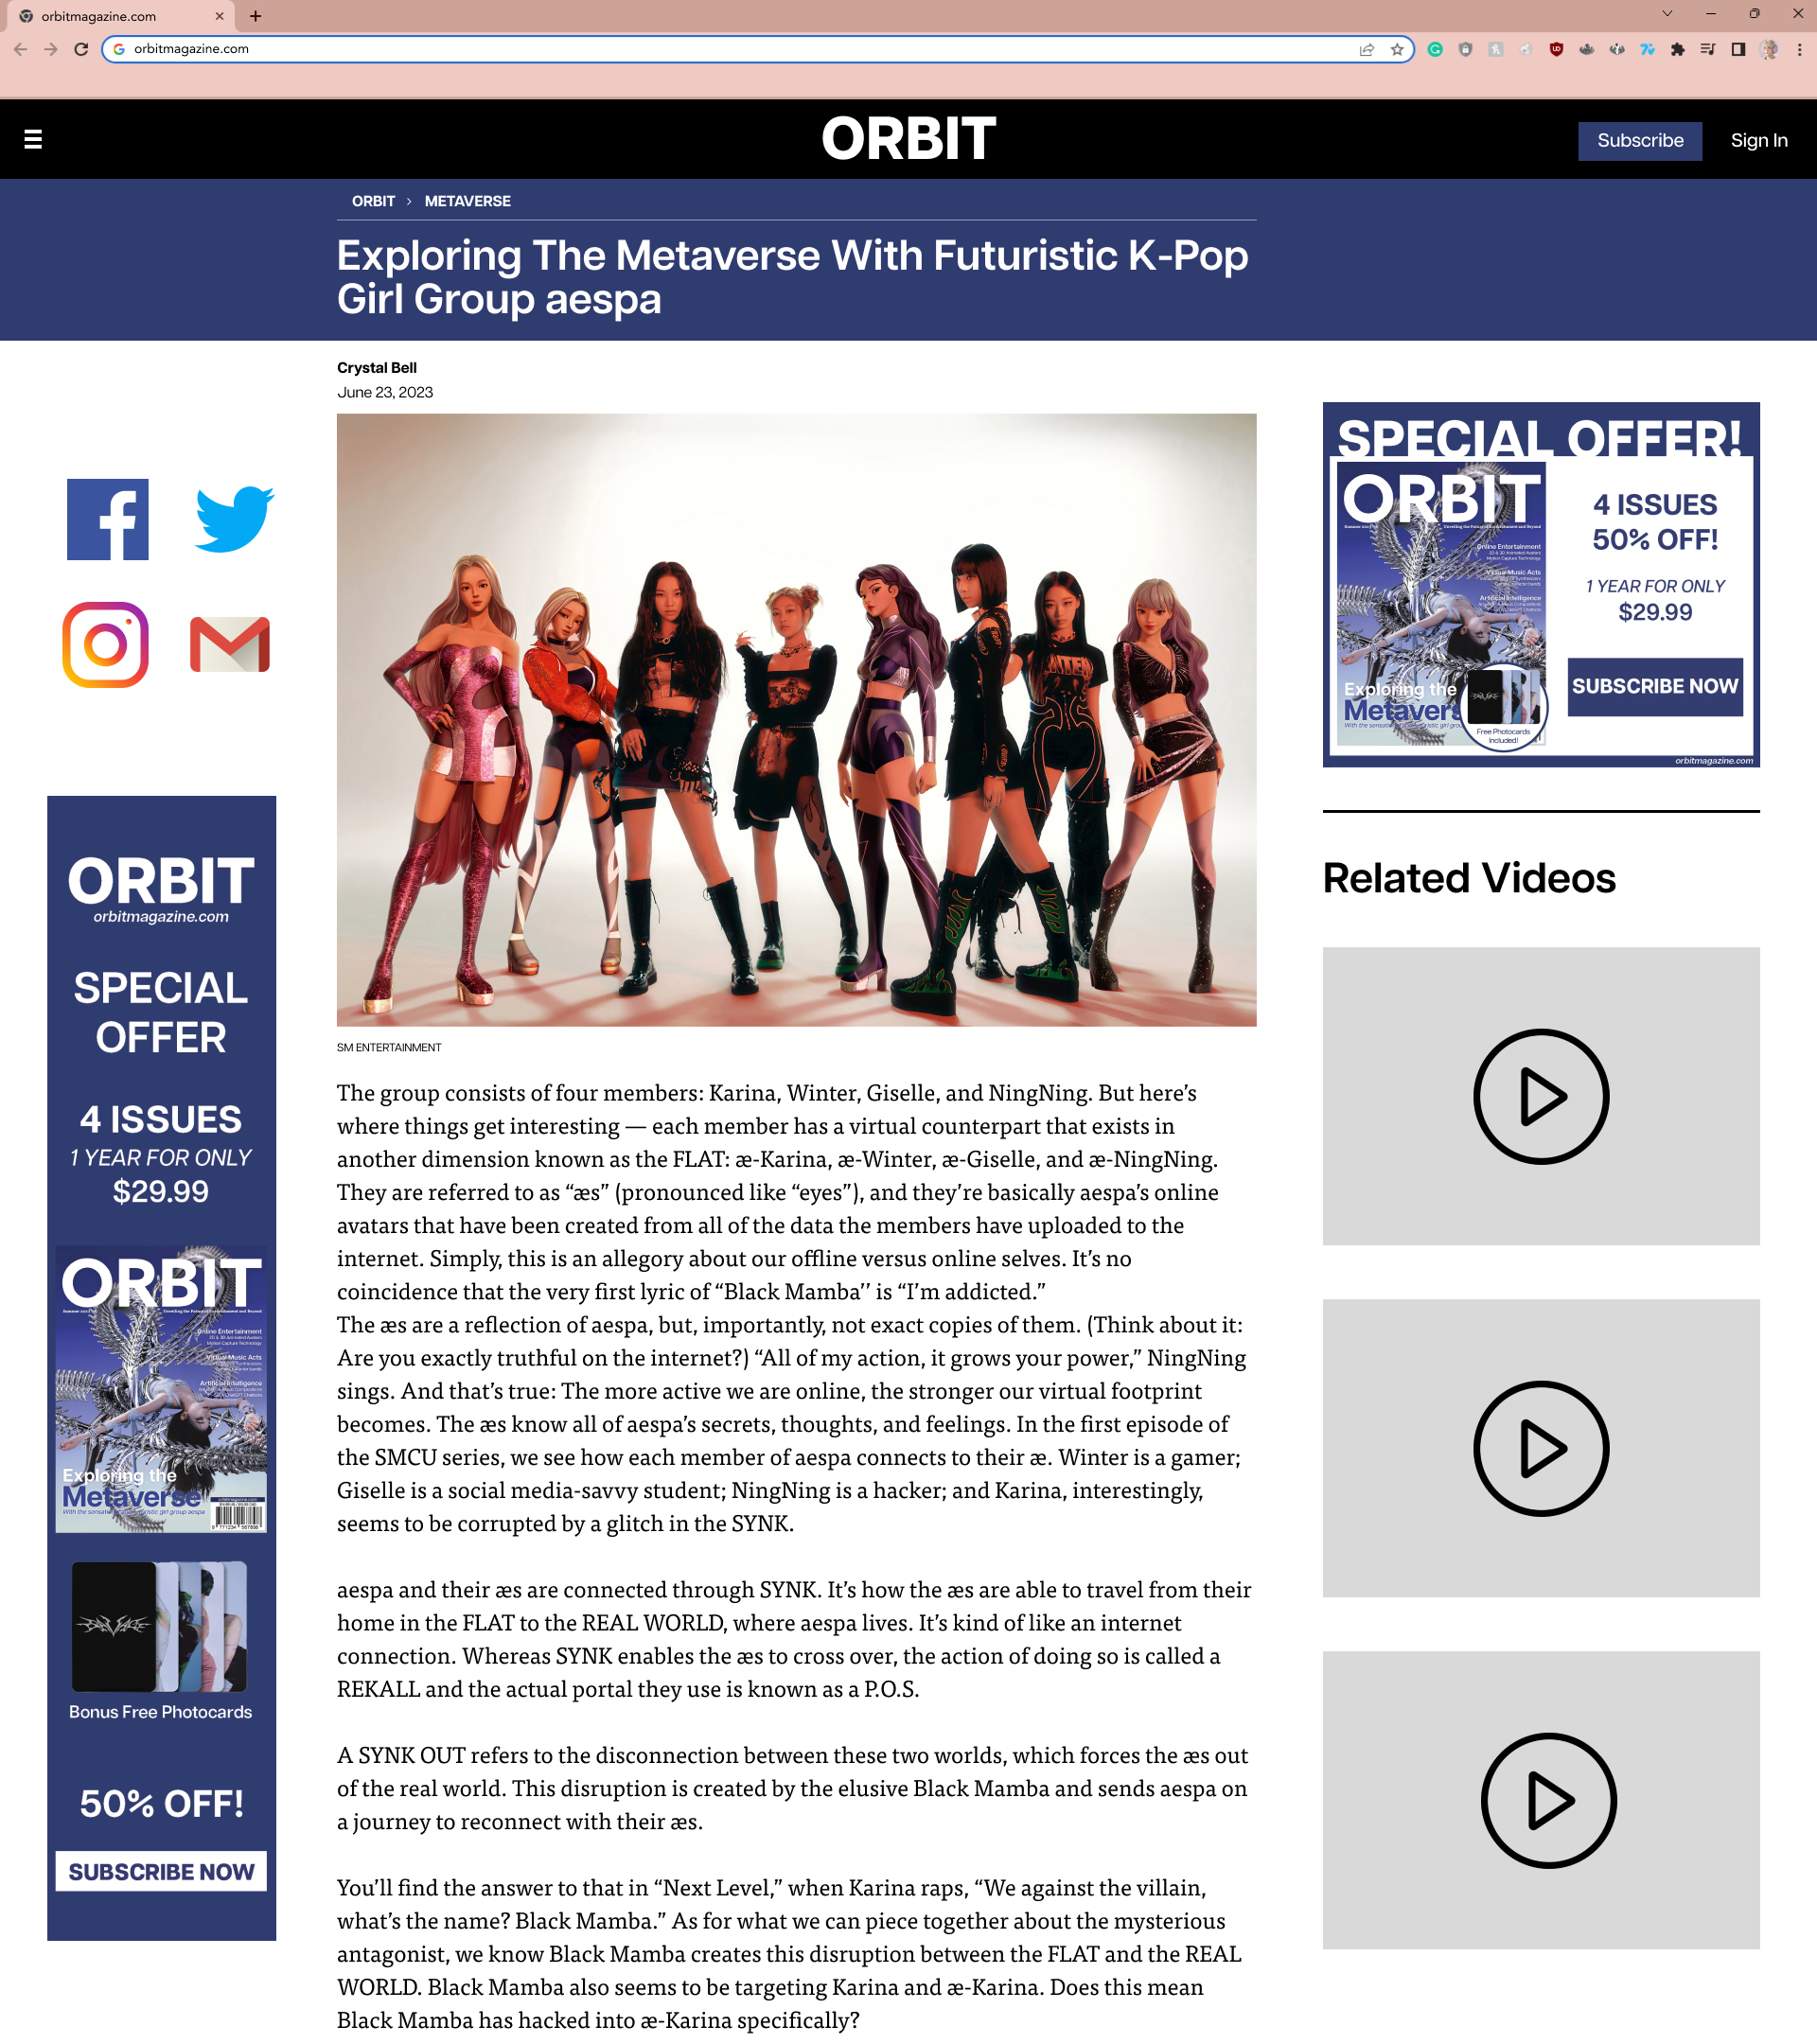 orbitmagazine.com
orbitmagazine.com
ORBIT
Subscribe
Sign In
ORBIT > METAVERSE
Exploring The Metaverse With Futuristic K-Pop
Girl Group aespa
Crystal Bell
June 23, 2023
SM ENTERTAINMENT
The group consists of four members: Karina, Winter, Giselle, and NingNing. But here’s
where things get interesting — each member has a virtual counterpart that exists in
another dimension known as the FLAT: æ-Karina, æ-Winter, æ-Giselle, and æ-NingNing.
They are referred to as “æs” (pronounced like “eyes”), and they’re basically aespa’s online
avatars that have been created from all of the data the members have uploaded to the
internet. Simply, this is an allegory about our offline versus online selves. It’s no
coincidence that the very first lyric of “Black Mamba’’ is “I’m addicted.”
The æs are a reflection of aespa, but, importantly, not exact copies of them. (Think about it:
Are you exactly truthful on the internet?) “All of my action, it grows your power,” NingNing
sings. And that’s true: The more active we are online, the stronger our virtual footprint
becomes. The æs know all of aespa’s secrets, thoughts, and feelings. In the first episode of
the SMCU series, we see how each member of aespa connects to their æ. Winter is a gamer;
Giselle is a social media-savvy student; NingNing is a hacker; and Karina, interestingly,
seems to be corrupted by a glitch in the SYNK.
aespa and their æs are connected through SYNK. It’s how the æs are able to travel from their
home in the FLAT to the REAL WORLD, where aespa lives. It’s kind of like an internet
connection. Whereas SYNK enables the æs to cross over, the action of doing so is called a
REKALL and the actual portal they use is known as a P.O.S.
A SYNK OUT refers to the disconnection between these two worlds, which forces the æs out
of the real world. This disruption is created by the elusive Black Mamba and sends aespa on
a journey to reconnect with their æs.
You’ll find the answer to that in “Next Level,” when Karina raps, “We against the villain,
what’s the name? Black Mamba.” As for what we can piece together about the mysterious
antagonist, we know Black Mamba creates this disruption between the FLAT and the REAL
WORLD. Black Mamba also seems to be targeting Karina and æ-Karina. Does this mean
Black Mamba has hacked into æ-Karina specifically?
ORBIT
orbitmagazine.com
SPECIAL
OFFER
4 ISSUES
1 YEAR FOR ONLY
$29.99
ORBIT
Online Entertainment
Virtual Music Acts
Artificial Intelligence
Exploring the
Metaverse
Bonus Free Photocards
50% OFF!
SUBSCRIBE NOW
SPECIAL OFFER!
ORBIT
Online Entertainment
Virtual Music Acts
Artificial Intelligence
Exploring the
Metavers
Free Photocards
Included!
4 ISSUES
50% OFF!
1 YEAR FOR ONLY
$29.99
SUBSCRIBE NOW
orbitmagazine.com
Related Videos